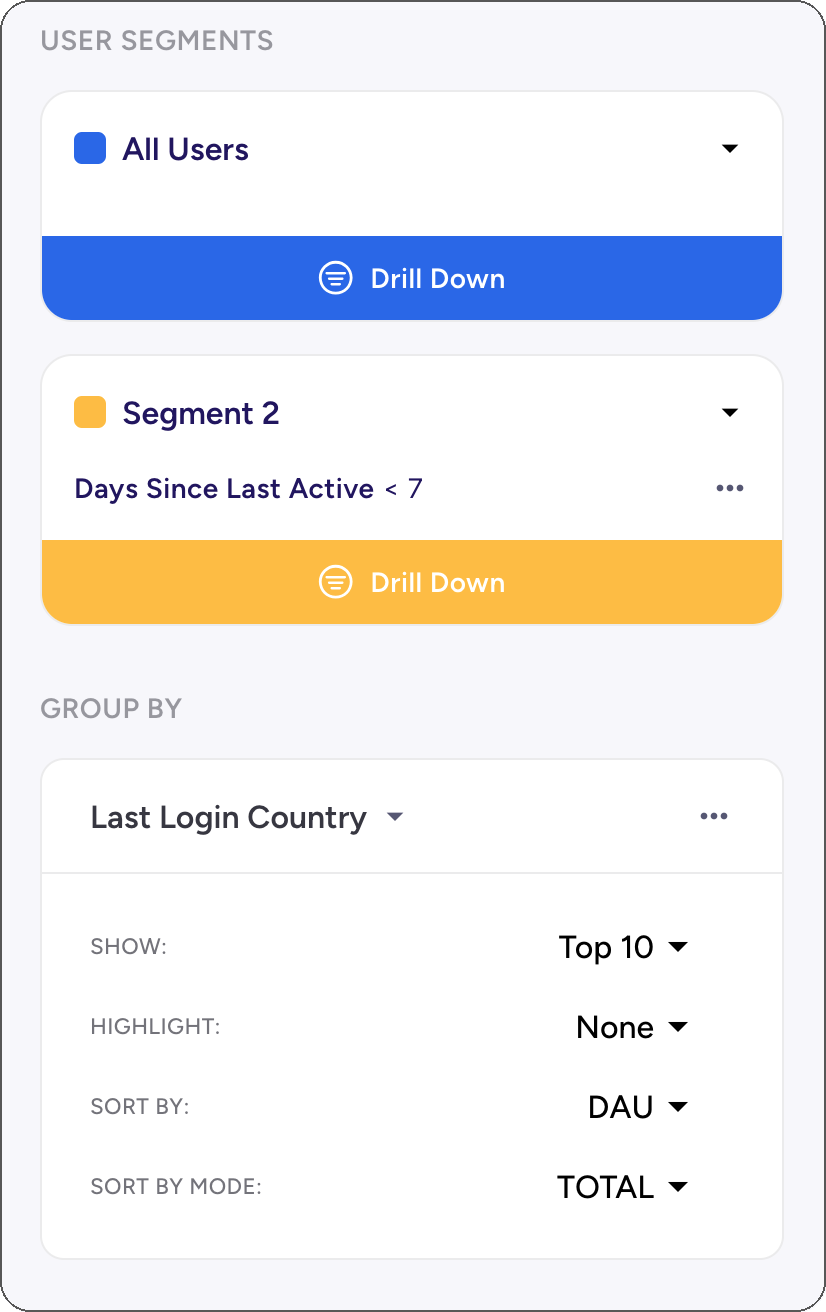 USER SEGMENTS
All Users
Drill Down
Segment 2
Days Since Last Active < 7
Drill Down
GROUP BY
Last Login Country
SHOW: Top 10
HIGHLIGHT: None
SORT BY: DAU
SORT BY MODE: TOTAL